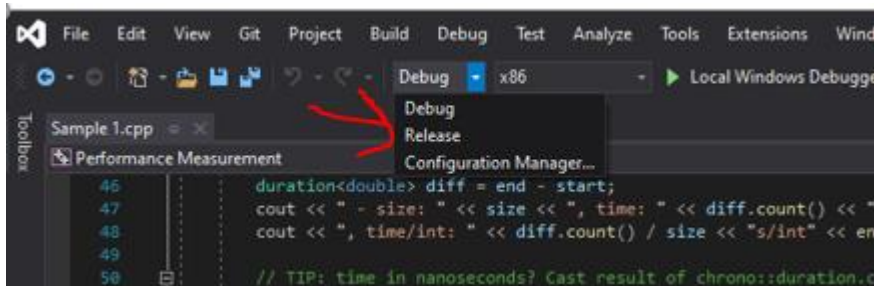 File Edit View Git Project Build Debug Test Analyze Tools Extensions Wind
Debug x86 Local Windows Debugge
Debug
Release
Configuration Manager...
Toolbox
Sample 1.cpp
Performance Measurement
46 duration<double> diff = end - start;
47 cout << " - size: " << size << ", time: " << diff.count() << "
48 cout << ", time/int: " << diff.count() / size << "s/int" << en
49
50 // TIP: time in nanoseconds? Cast result of chrono::duration.c